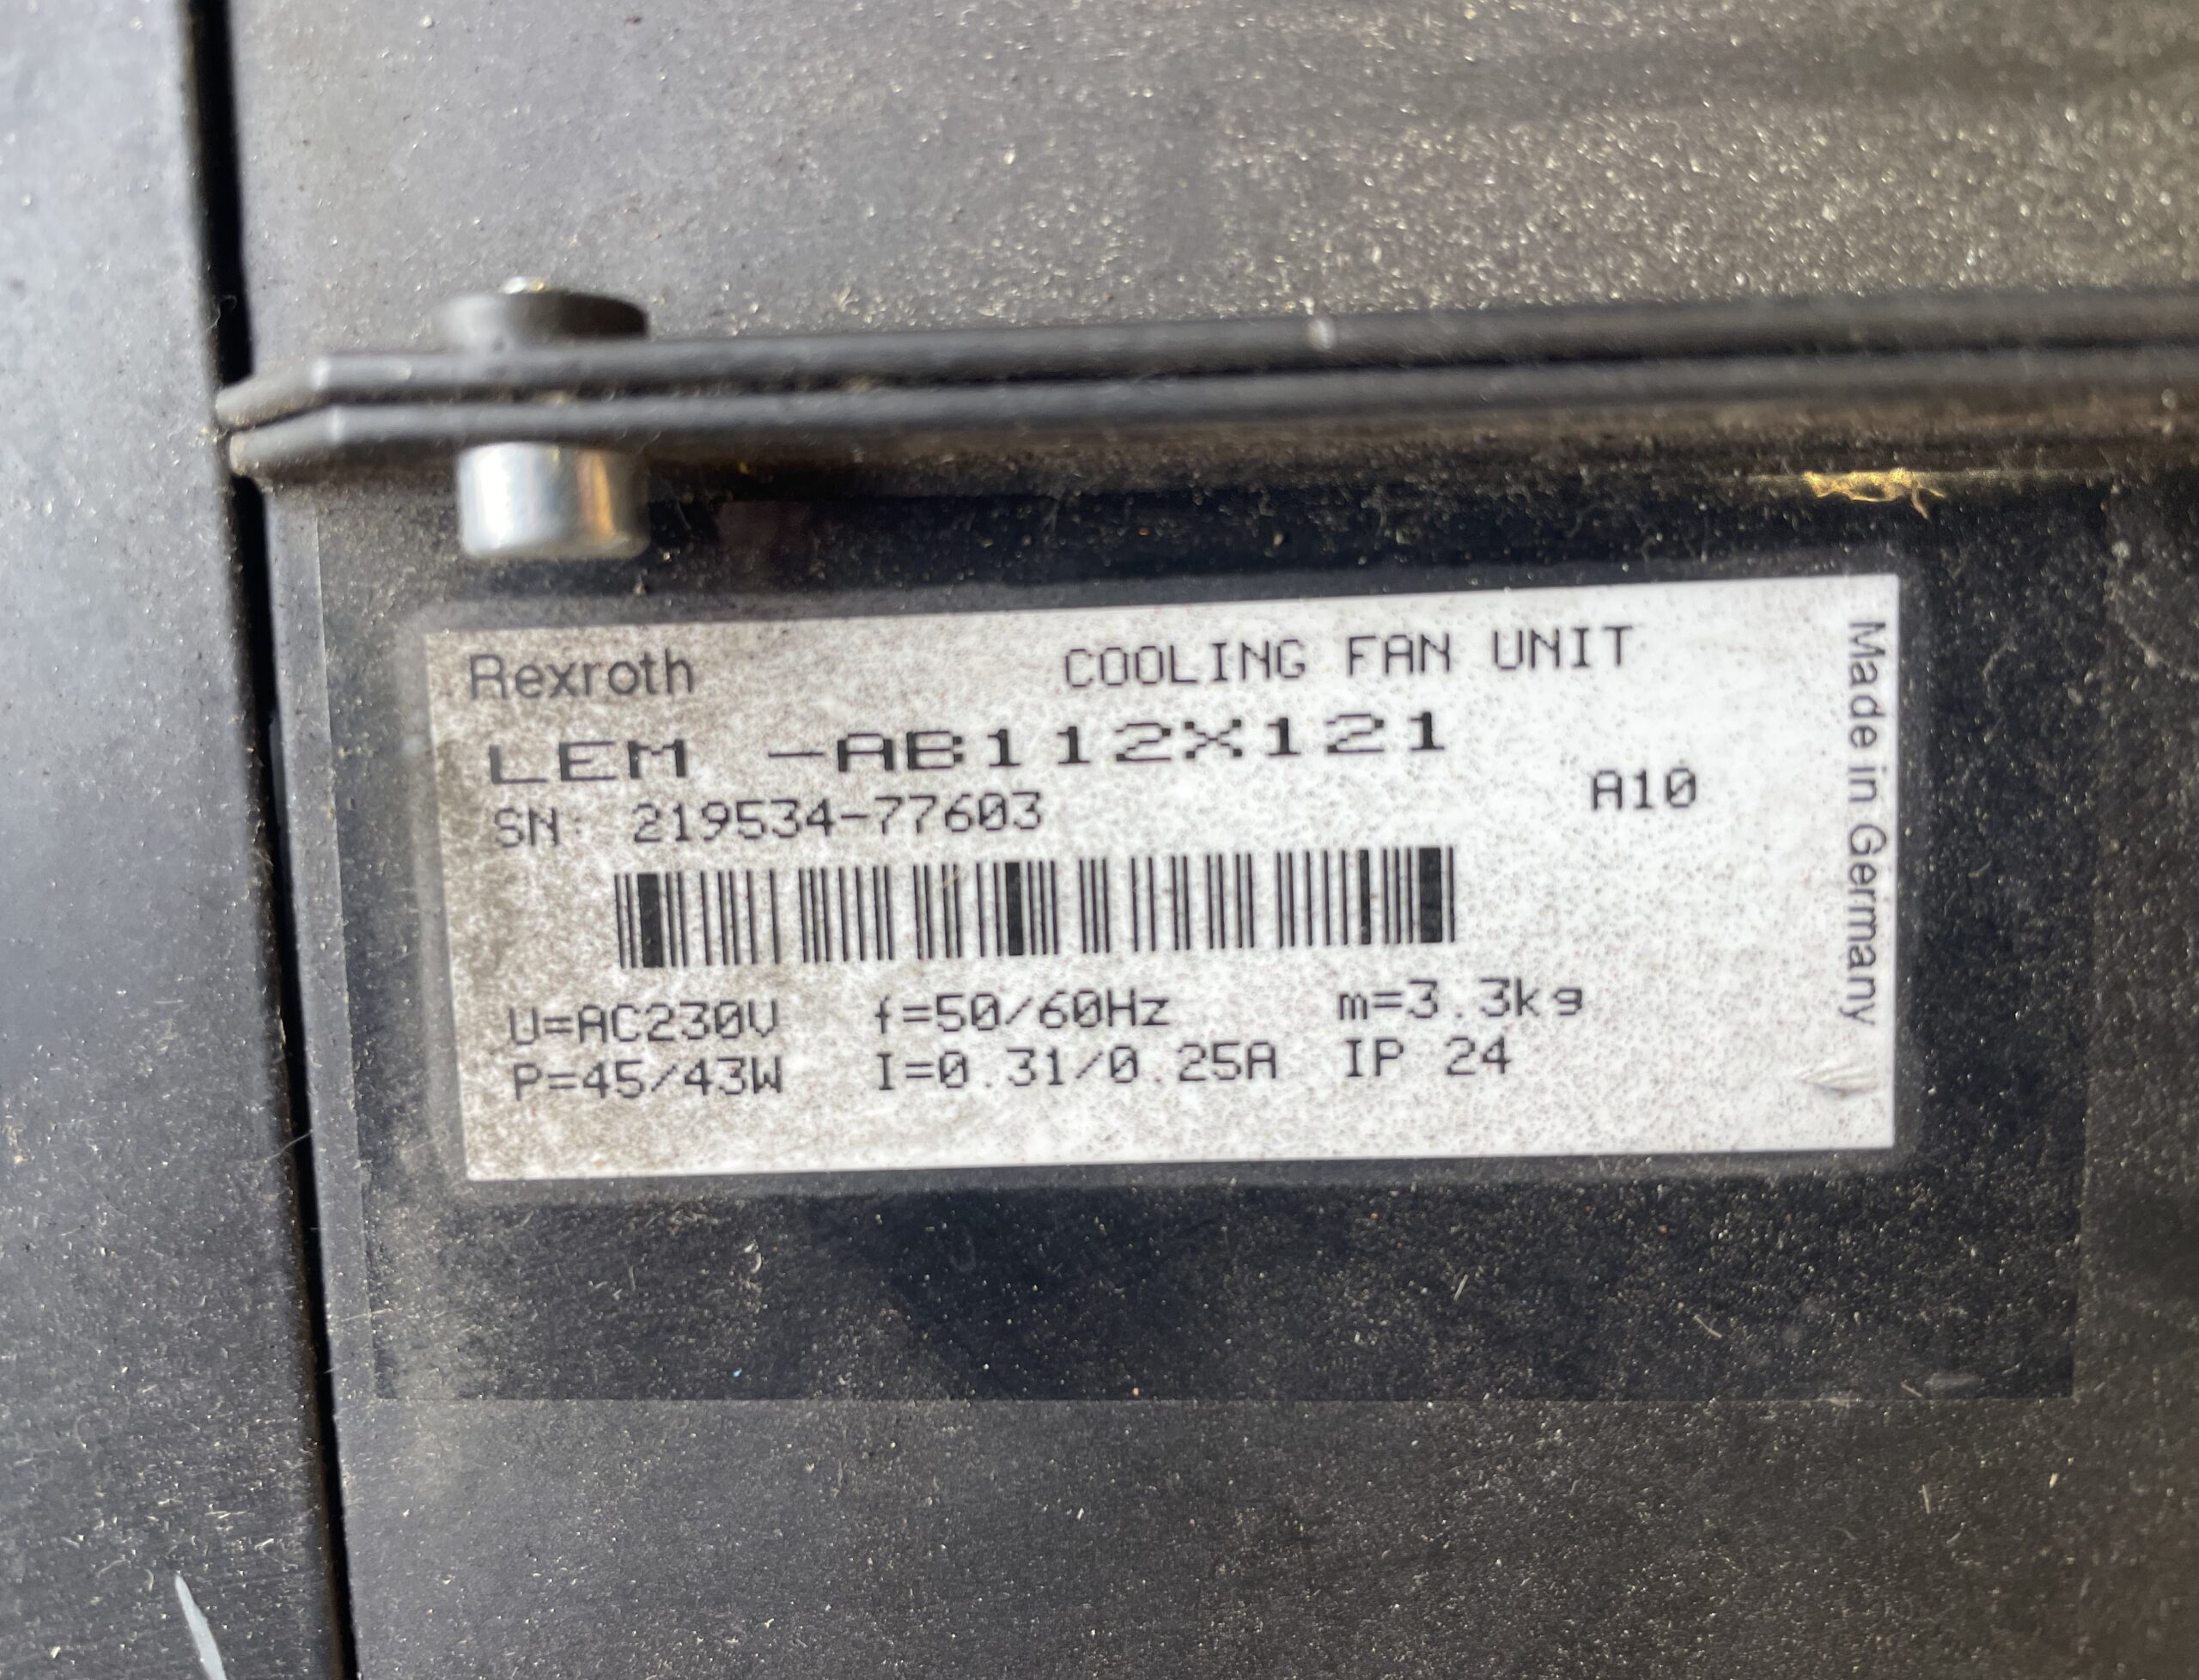 Rexroth COOLING FAN UNIT
LEM -AB112X121
A10
SN: 219534-77603
U=AC230V f=50/60Hz m=3.3kg
P=45/43W I=0.31/0.25A IP 24
Made in Germany